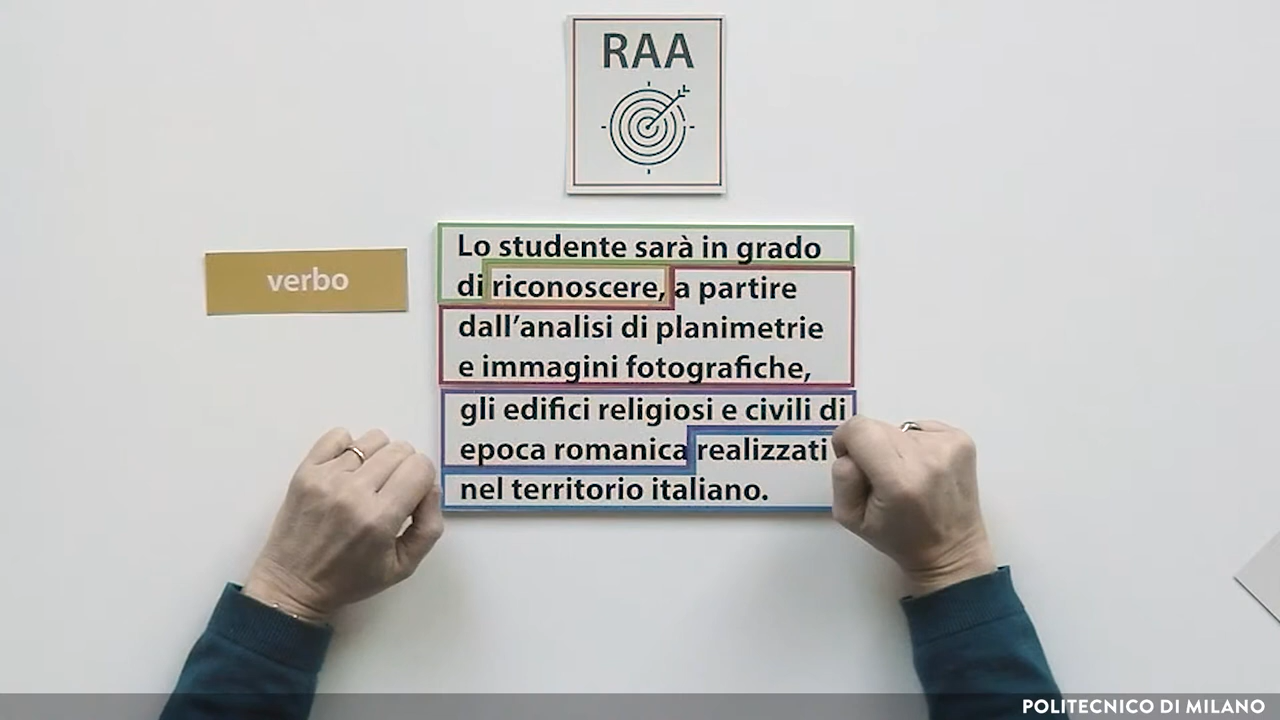 RAA
verbo
Lo studente sarà in grado
di riconoscere, a partire
dall'analisi di planimetrie
e immagini fotografiche,
gli edifici religiosi e civili di
epoca romanica realizzati
nel territorio italiano.
POLITECNICO DI MILANO